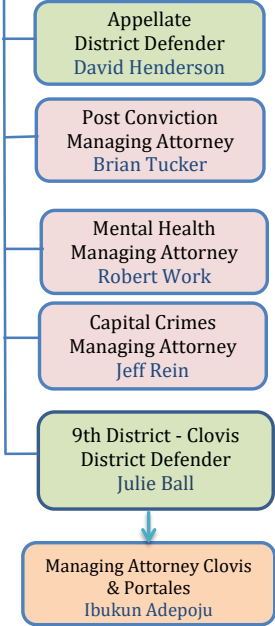 Appellate
District Defender
David Henderson
Post Conviction
Managing Attorney
Brian Tucker
Mental Health
Managing Attorney
Robert Work
Capital Crimes
Managing Attorney
Jeff Rein
9th District - Clovis
District Defender
Julie Ball
Managing Attorney Clovis
& Portales
Ibukun Adepoju